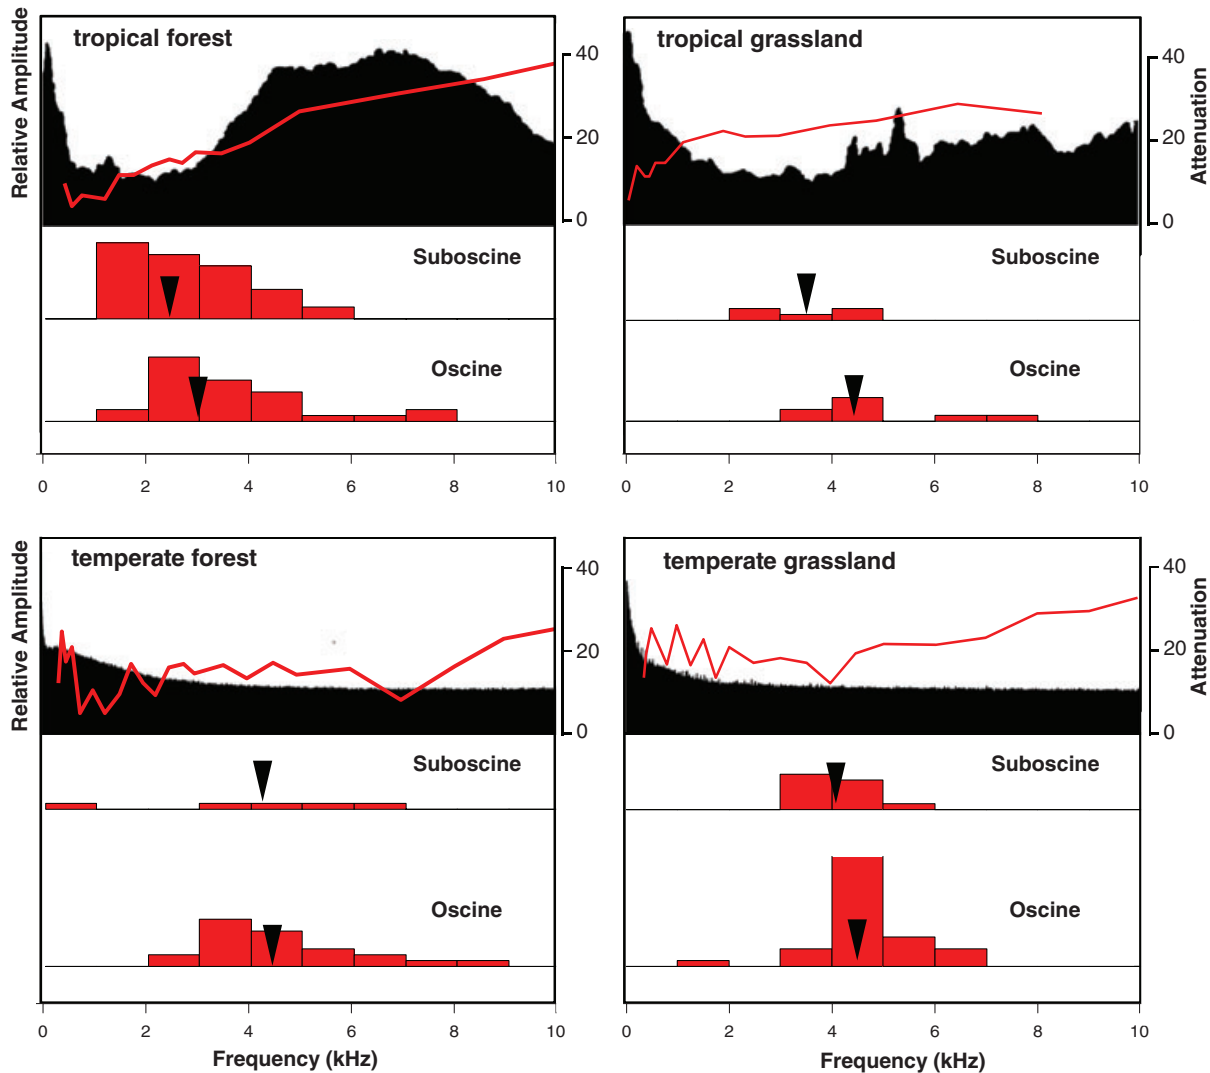 tropical forest
Relative Amplitude
40
20
0
Suboscine
Oscine
0 2 4 6 8 10
tropical grassland
40
20
0
Attenuation
Suboscine
Oscine
0 2 4 6 8 10
temperate forest
Relative Amplitude
40
20
0
Suboscine
Oscine
0 2 4 6 8 10
Frequency (kHz)
temperate grassland
40
20
0
Attenuation
Suboscine
Oscine
0 2 4 6 8 10
Frequency (kHz)